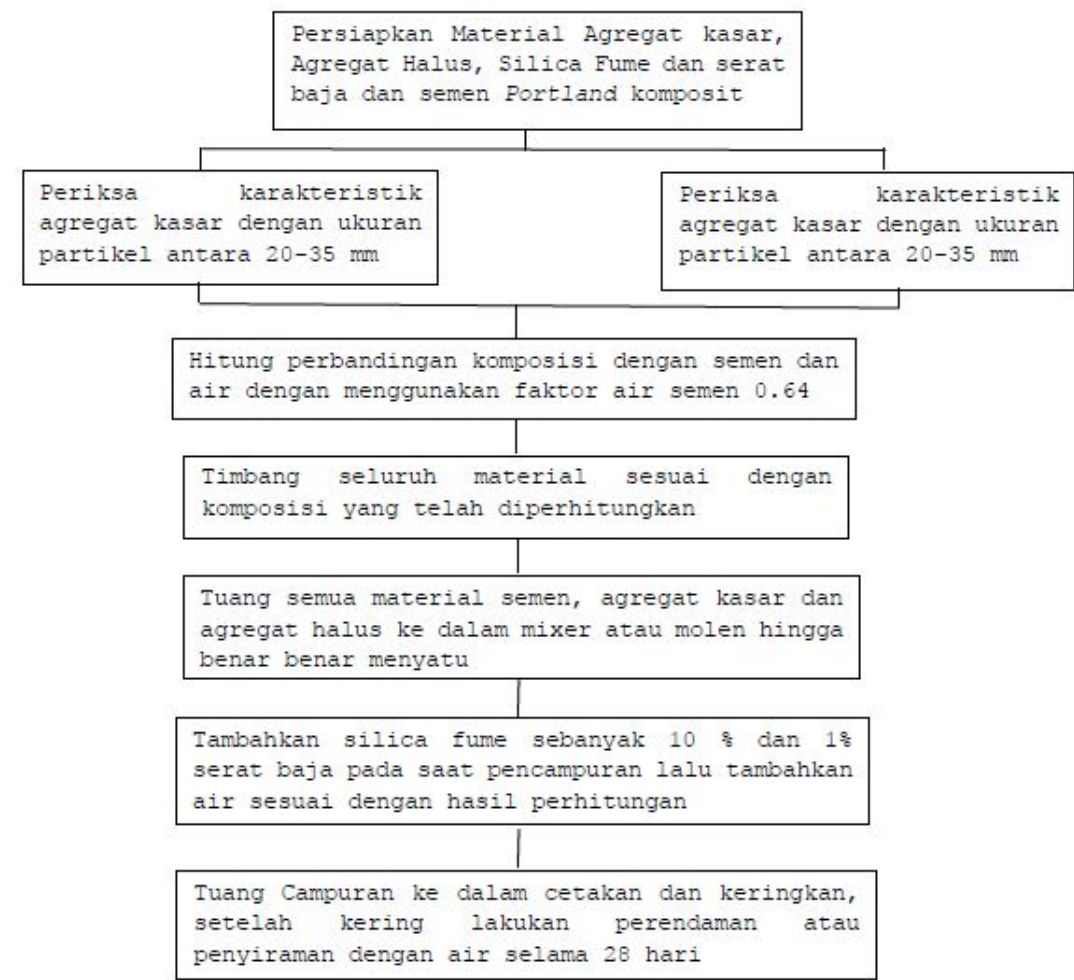 Persiapkan Material Agregat kasar,
Agregat Halus, Silica Fume dan serat
baja dan semen Portland komposit
Periksa karakteristik
agregat kasar dengan ukuran
partikel antara 20-35 mm
Periksa karakteristik
agregat kasar dengan ukuran
partikel antara 20-35 mm
Hitung perbandingan komposisi dengan semen dan
air dengan menggunakan faktor air semen 0.64
Timbang seluruh material sesuai dengan
komposisi yang telah diperhitungkan
Tuang semua material semen, agregat kasar dan
agregat halus ke dalam mixer atau molen hingga
benar benar menyatu
Tambahkan silica fume sebanyak 10 % dan 1%
serat baja pada saat pencampuran lalu tambahkan
air sesuai dengan hasil perhitungan
Tuang Campuran ke dalam cetakan dan keringkan,
setelah kering lakukan perendaman atau
penyiraman dengan air selama 28 hari